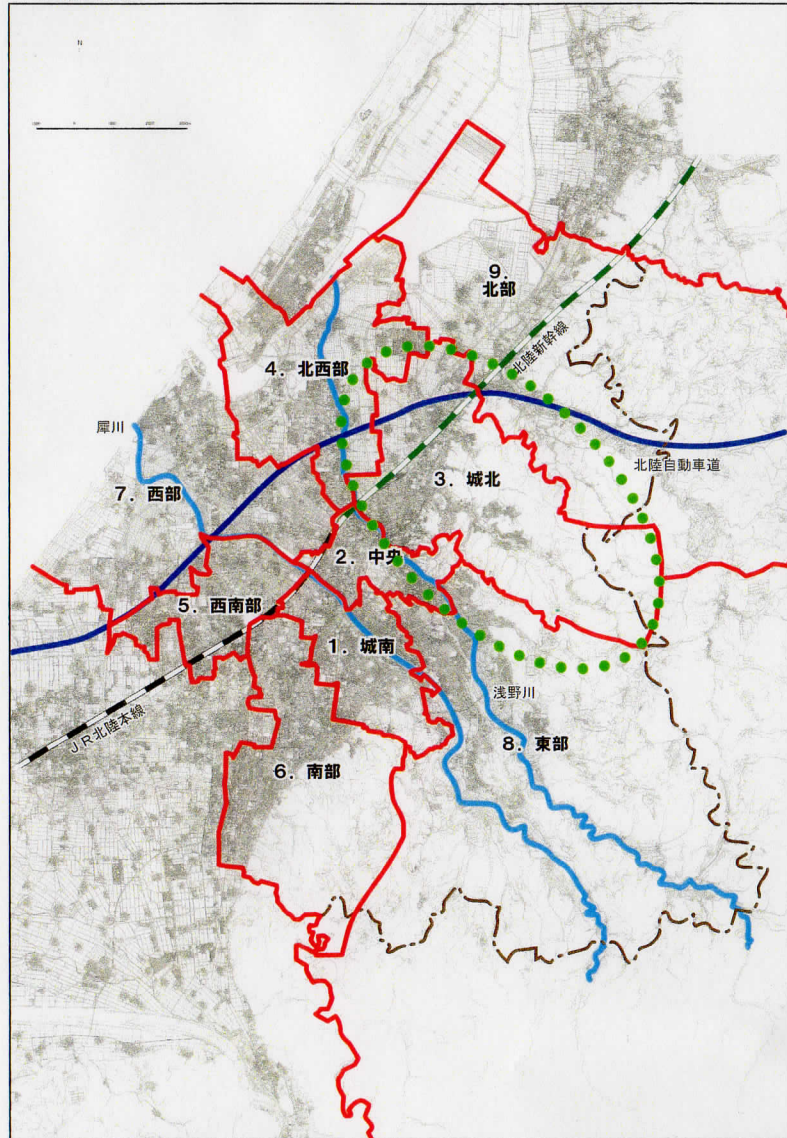 N
9.
北部
北陸新幹線
4. 北西部
犀川
北陸自動車道
3. 城北
7. 西部
2. 中央
5. 西南部
1. 城南
浅野川
JR北陸本線
8. 東部
6. 南部